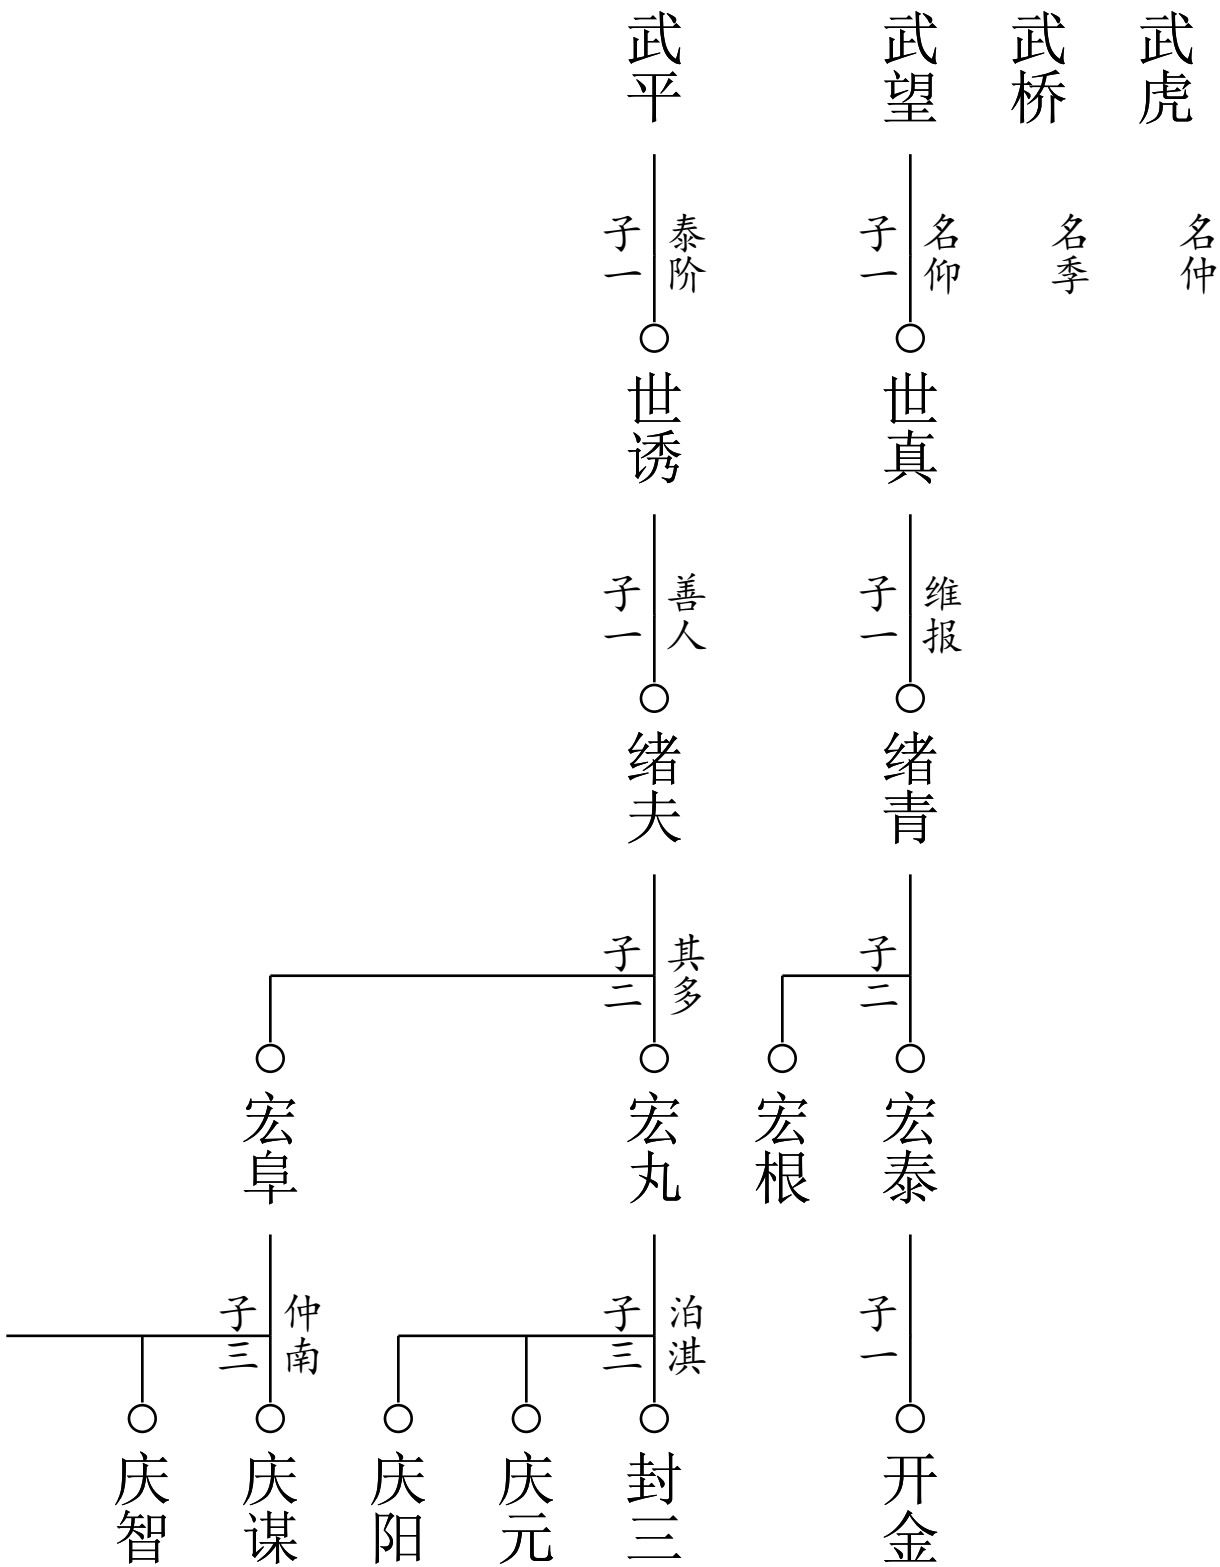 武虎
武桥
武望
武平
名仲
名季
名仰
子一
泰阶
子一
世真
世诱
维报
子一
善人
子一
绪青
绪夫
子二
其多
子二
宏泰
宏根
宏丸
宏阜
子一
泊淇
子三
仲南
子三
开金
封三
庆元
庆阳
庆谋
庆智